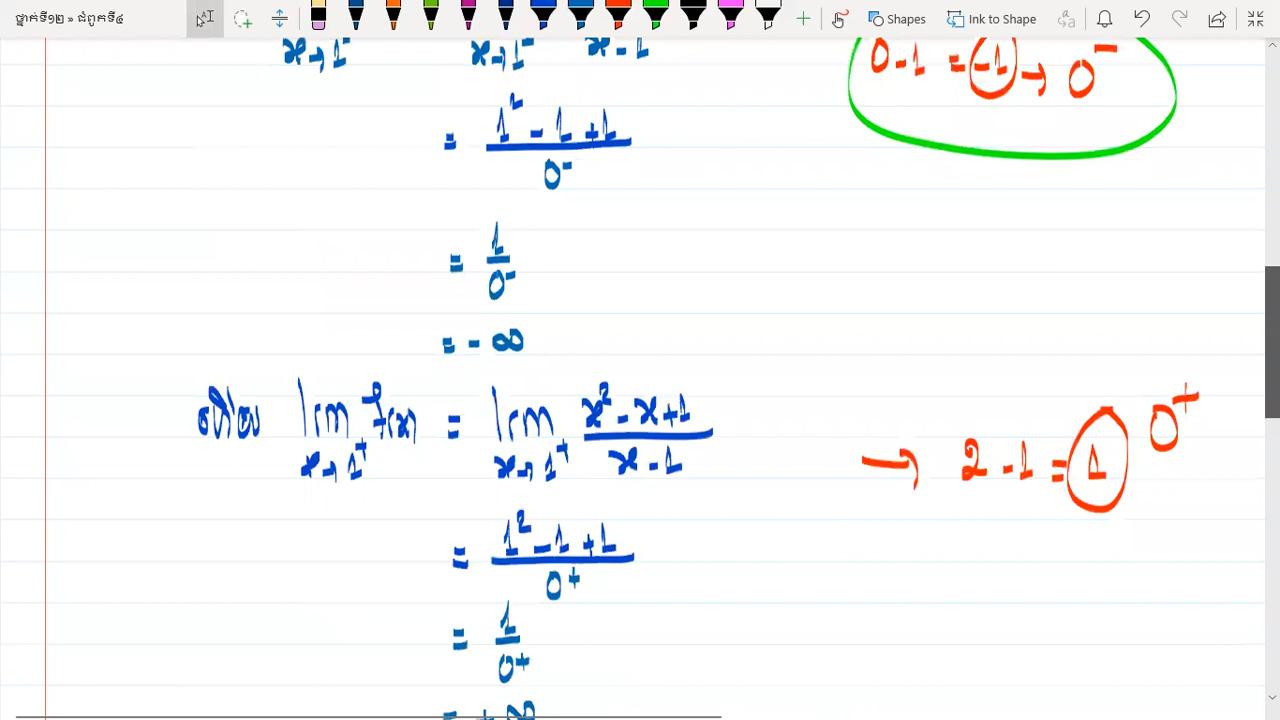 ថ្នាក់ទី១២ » ជំពូកទី៤
Shapes
Ink to Shape
x→1⁻ x→1⁻ x-1
0-1 = -1 → 0⁻
= (1² - 1 + 1)/0⁻
= 1/0⁻
= -∞
ហើយ lim x→1⁺ f(x) = lim x→1⁺ (x² - x + 1)/(x - 1)
→ 2 - 1 = 1 0⁺
= (1² - 1 + 1)/0⁺
= 1/0⁺
= +∞